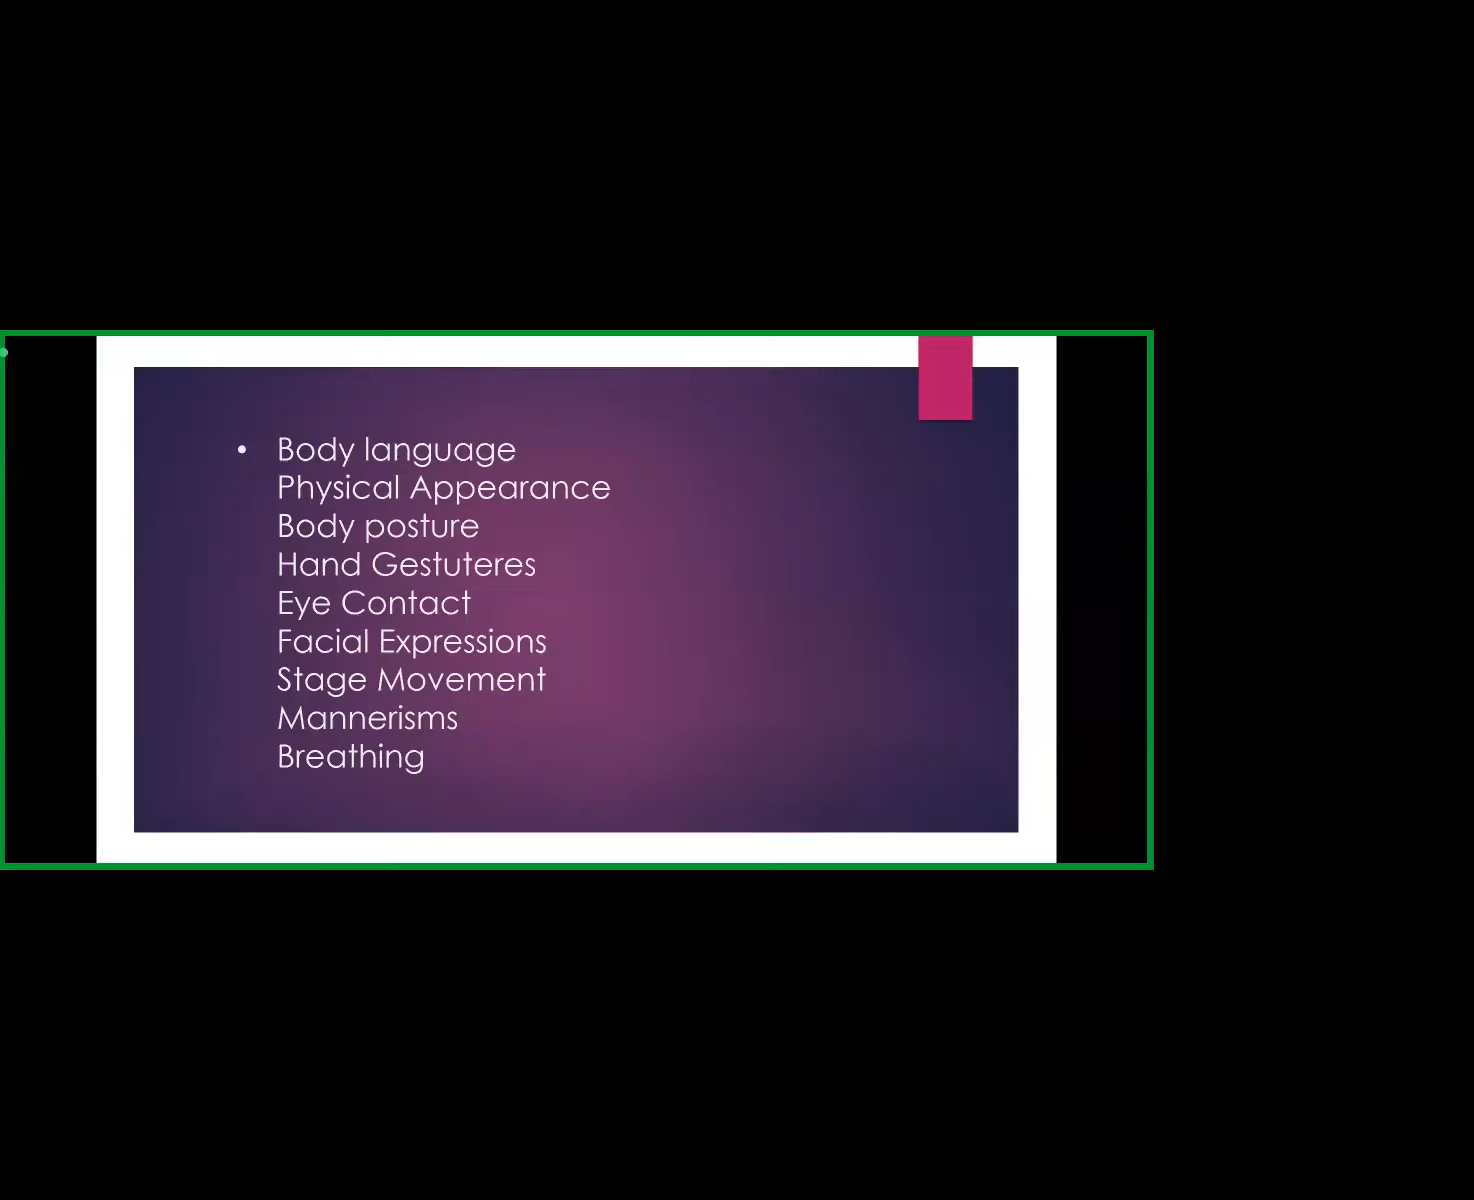 • Body language
Physical Appearance
Body posture
Hand Gestuteres
Eye Contact
Facial Expressions
Stage Movement
Mannerisms
Breathing